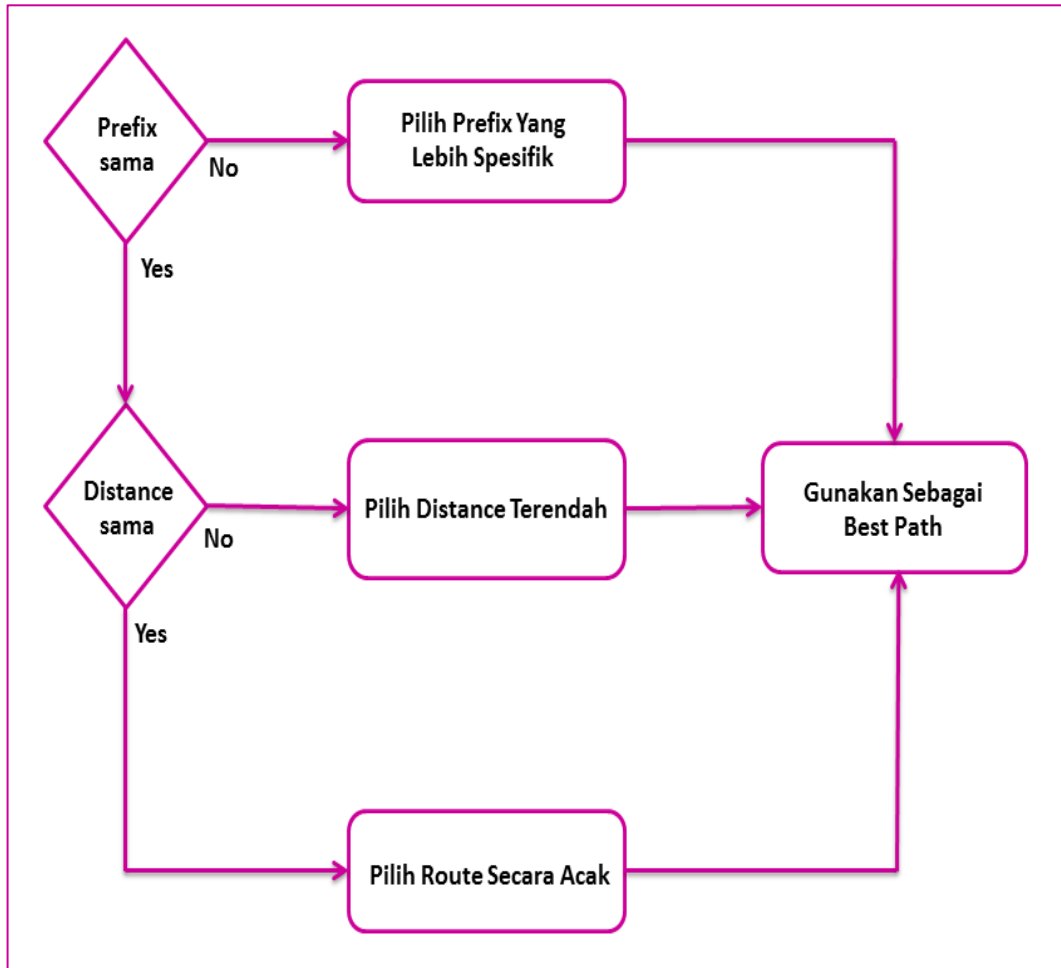 Prefix
sama
No
Pilih Prefix Yang
Lebih Spesifik
Yes
Distance
sama
No
Pilih Distance Terendah
Gunakan Sebagai
Best Path
Yes
Pilih Route Secara Acak